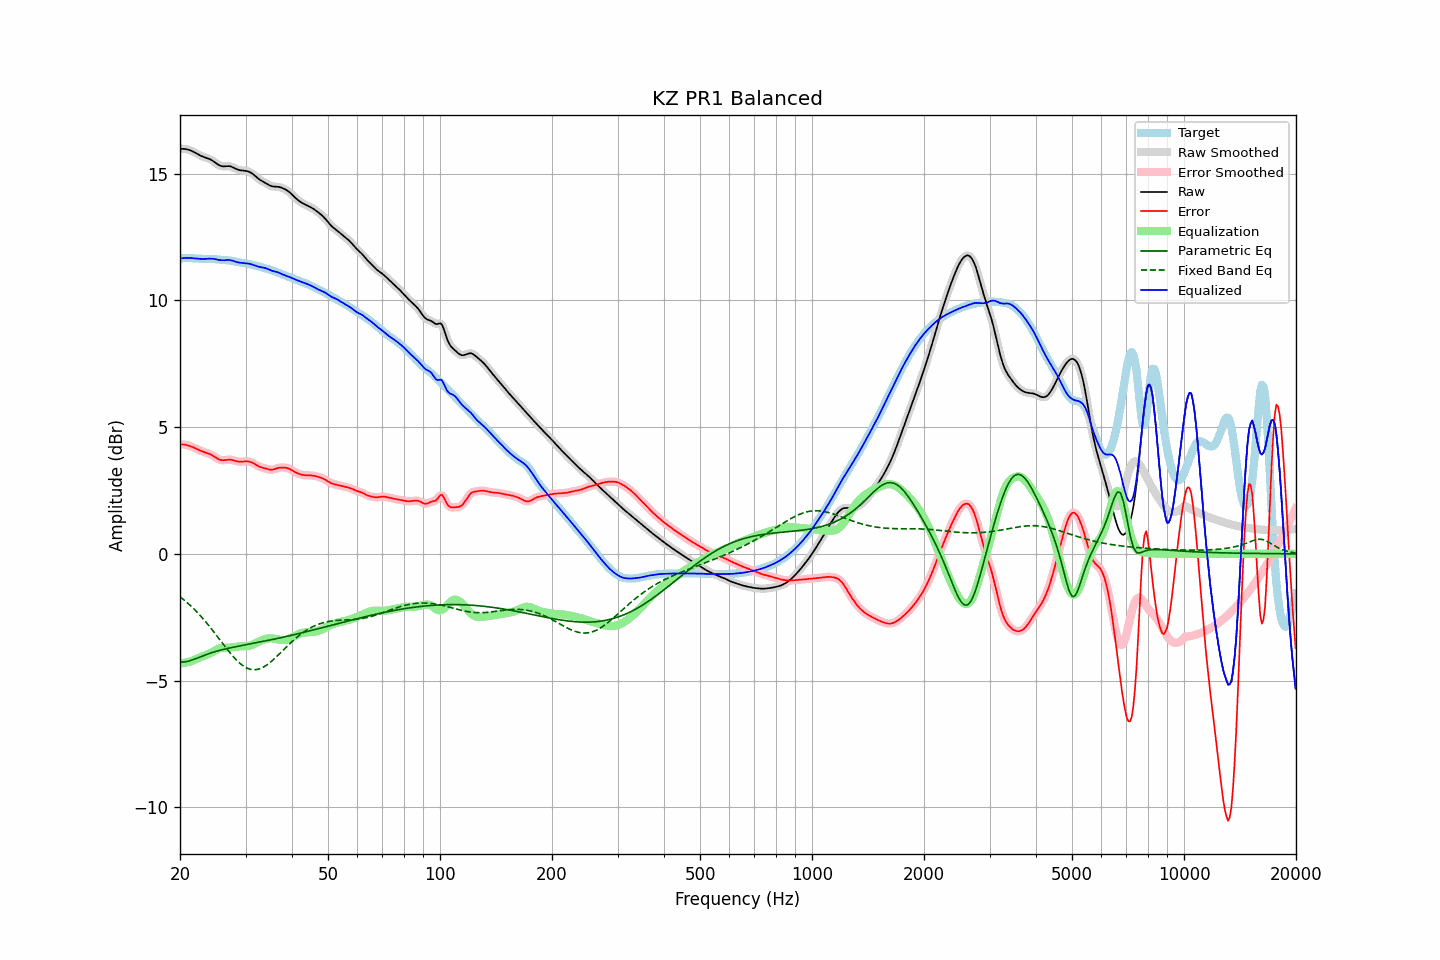 KZ PR1 Balanced
Target
Raw Smoothed
Error Smoothed
Raw
Error
Equalization
Parametric Eq
Fixed Band Eq
Equalized
Amplitude (dBr)
15
10
5
0
−5
−10
20
50
100
200
500
1000
2000
5000
10000
20000
Frequency (Hz)